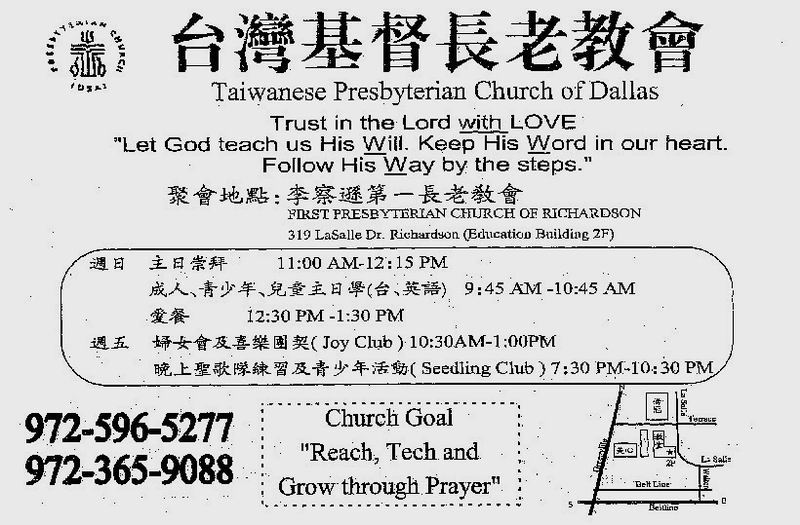 PRESBYTERIAN CHURCH
(USA)
台灣基督長老教會
Taiwanese Presbyterian Church of Dallas
Trust in the Lord with LOVE
"Let God teach us His Will. Keep His Word in our heart.
Follow His Way by the steps."
聚會地點：李察遜第一長老教會
FIRST PRESBYTERIAN CHURCH OF RICHARDSON
319 LaSalle Dr. Richardson (Education Building 2F)
週日 主日崇拜 11:00 AM-12:15 PM
成人、青少年、兒童主日學(台、英語) 9:45 AM -10:45 AM
愛餐 12:30 PM -1:30 PM
週五 婦女會及喜樂團契( Joy Club ) 10:30AM-1:00PM
晚上聖歌隊練習及青少年活動( Seedling Club ) 7:30 PM-10:30 PM
972-596-5277
972-365-9088
Church Goal
"Reach, Tech and
Grow through Prayer"
La Salle
Terrace
La Salle
2F
Belt Line
Beltline
S